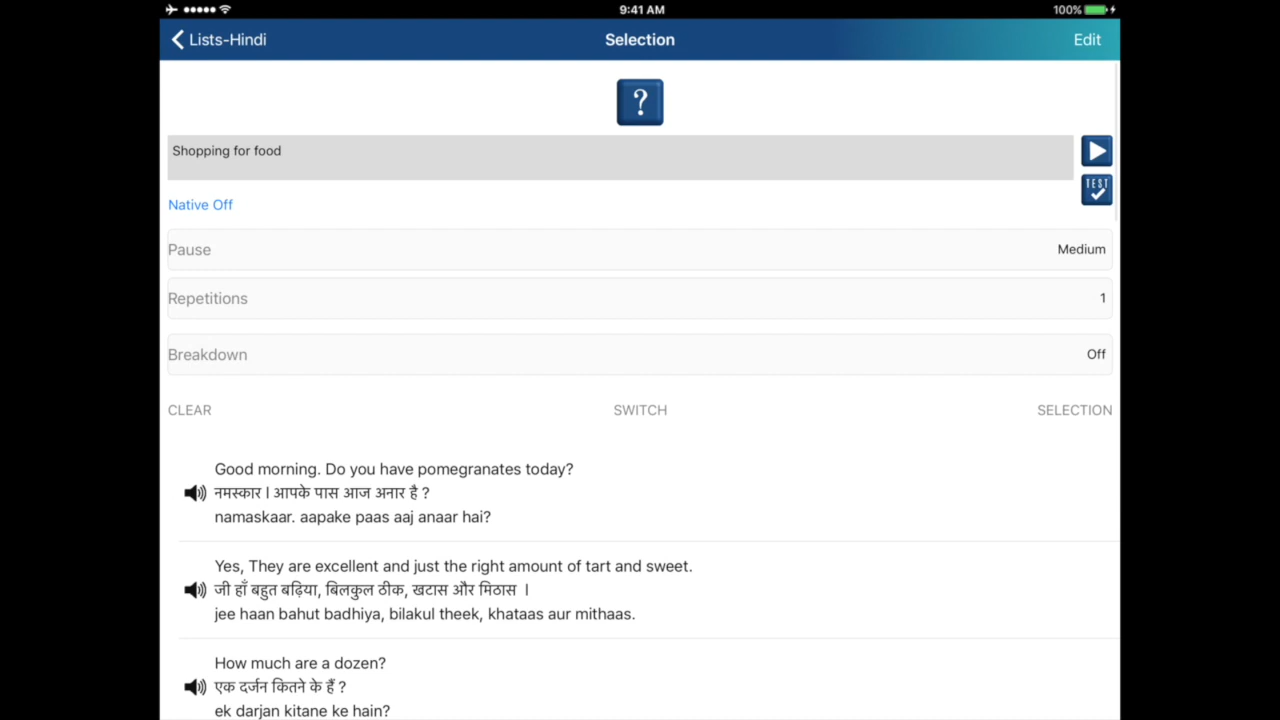 9:41 AM
100%
Lists-Hindi
Selection
Edit
?
Shopping for food
TEST
Native Off
Pause
Medium
Repetitions
1
Breakdown
Off
CLEAR
SWITCH
SELECTION
Good morning. Do you have pomegranates today?
नमस्कार । आपके पास आज अनार है ?
namaskaar. aapake paas aaj anaar hai?
Yes, They are excellent and just the right amount of tart and sweet.
जी हाँ बहुत बढ़िया, बिलकुल ठीक, खटास और मिठास ।
jee haan bahut badhiya, bilakul theek, khataas aur mithaas.
How much are a dozen?
एक दर्जन कितने के हैं ?
ek darjan kitane ke hain?